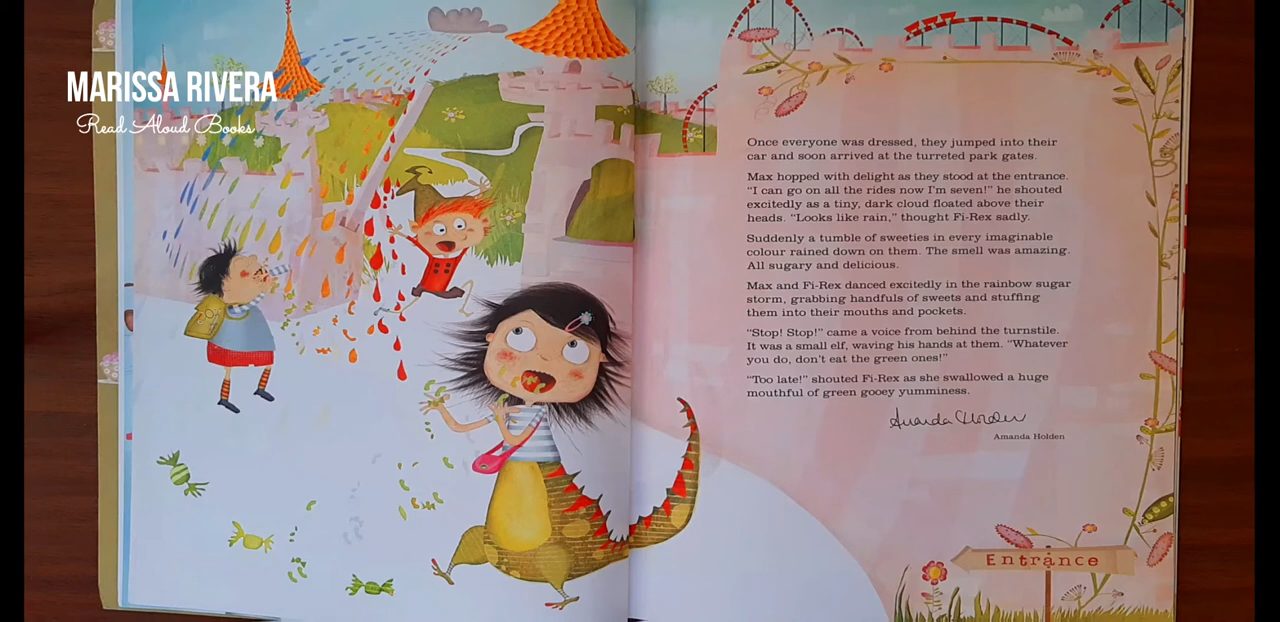 MARISSA RIVERA
Read Aloud Books
Once everyone was dressed, they jumped into their
car and soon arrived at the turreted park gates.
Max hopped with delight as they stood at the entrance.
“I can go on all the rides now I’m seven!” he shouted
excitedly as a tiny, dark cloud floated above their
heads. “Looks like rain,” thought Fi-Rex sadly.
Suddenly a tumble of sweeties in every imaginable
colour rained down on them. The smell was amazing.
All sugary and delicious.
Max and Fi-Rex danced excitedly in the rainbow sugar
storm, grabbing handfuls of sweets and stuffing
them into their mouths and pockets.
“Stop! Stop!” came a voice from behind the turnstile.
It was a small elf, waving his hands at them. “Whatever
you do, don’t eat the green ones!”
“Too late!” shouted Fi-Rex as she swallowed a huge
mouthful of green gooey yumminess.
Amanda Holden
Amanda Holden
Entrance